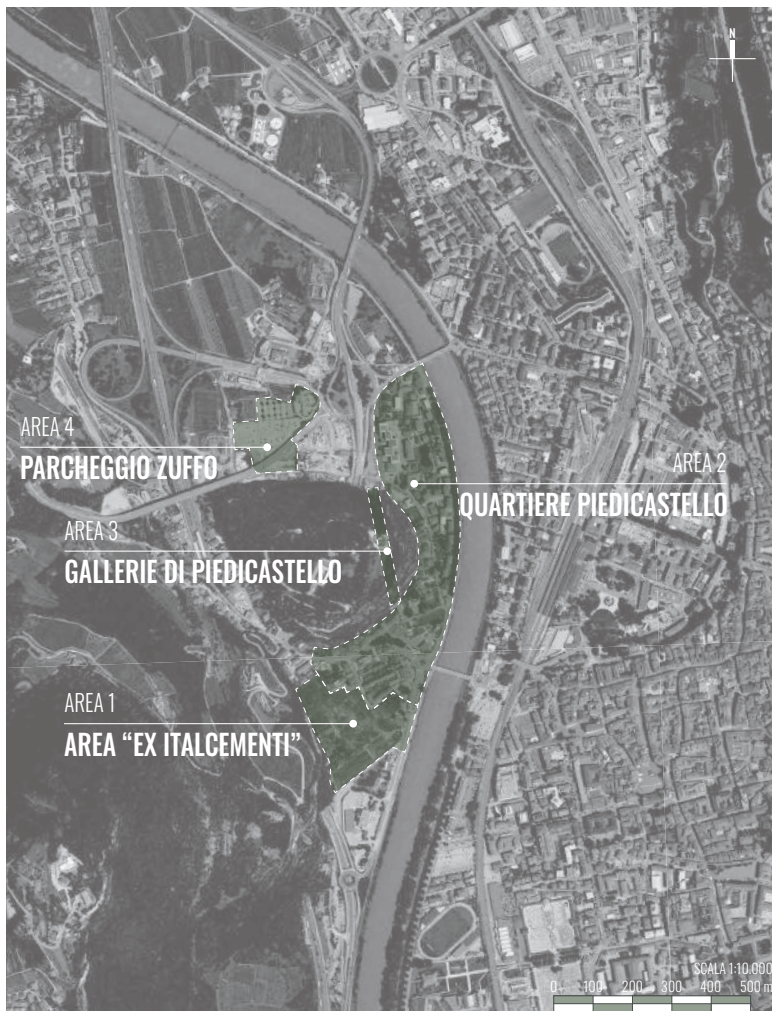 N
AREA 4
PARCHEGGIO ZUFFO
AREA 2
QUARTIERE PIEDICASTELLO
AREA 3
GALLERIE DI PIEDICASTELLO
AREA 1
AREA “EX ITALCEMENTI”
SCALA 1:10.000
0 100 200 300 400 500 m